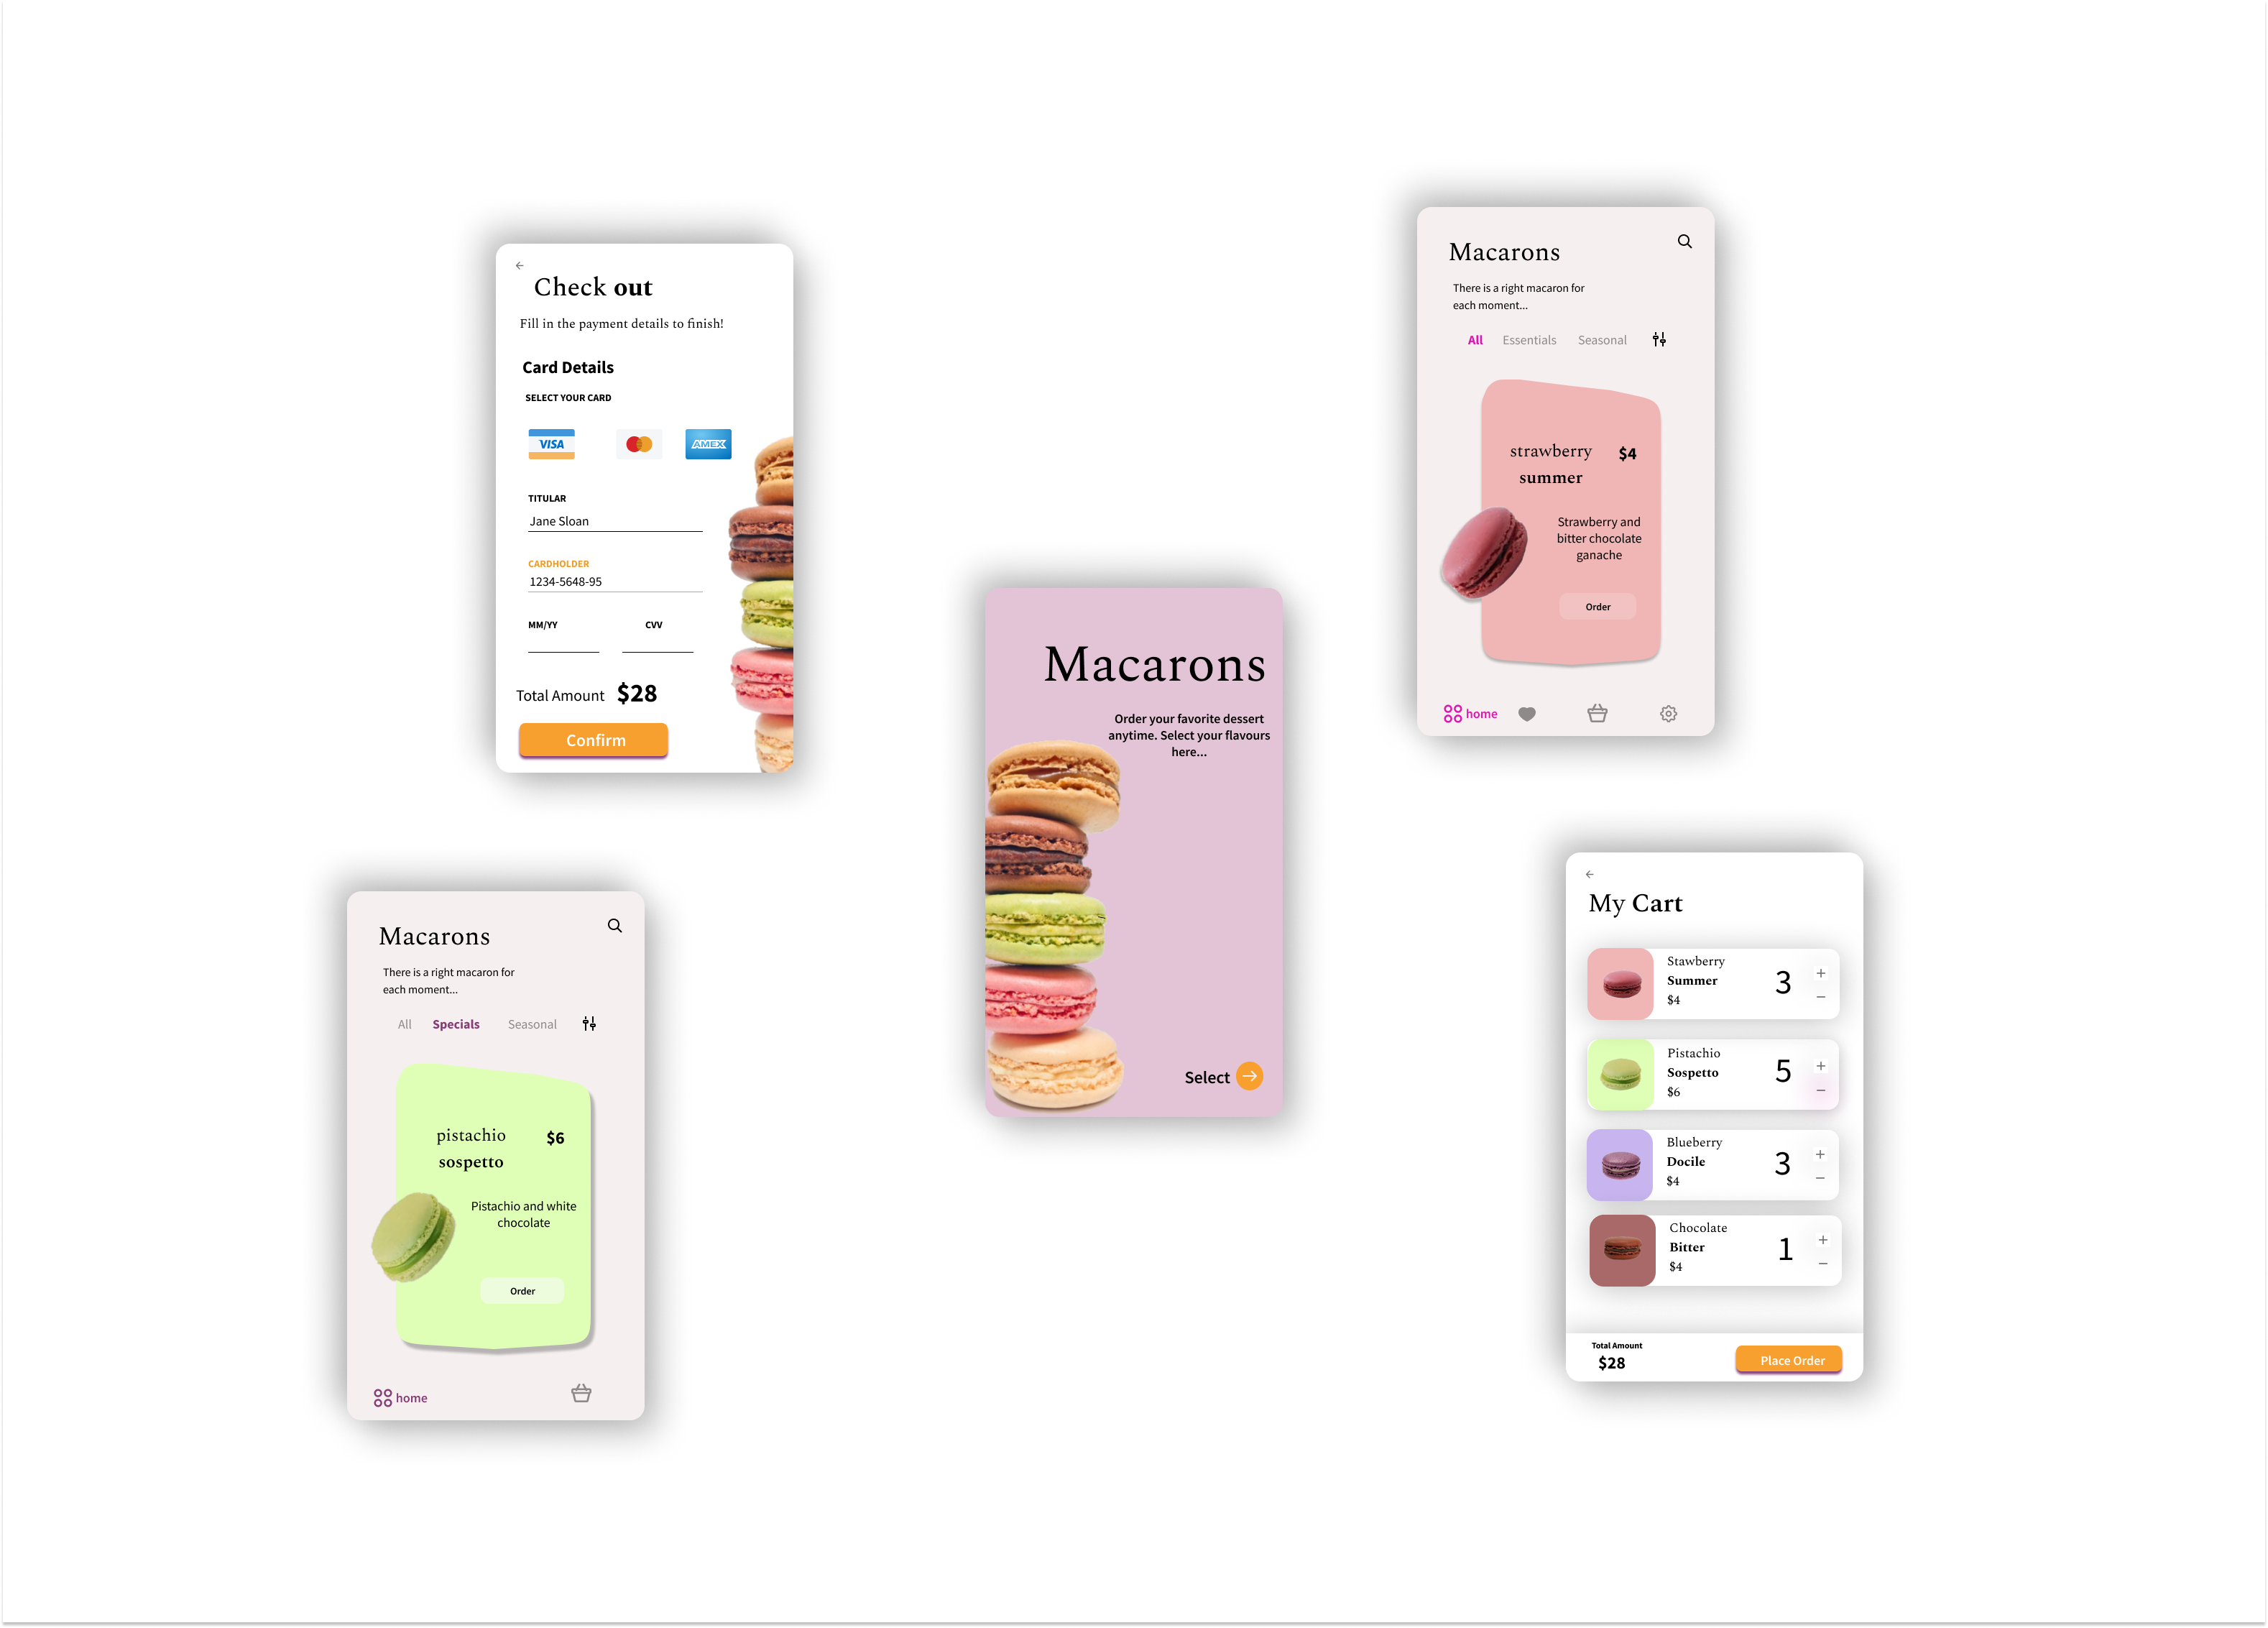 Check out
Fill in the payment details to finish!
Card Details
SELECT YOUR CARD
VISA
AMEX
TITULAR
Jane Sloan
CARDHOLDER
1234-5648-95
MM/YY CVV
Total Amount $28
Confirm
Macarons
There is a right macaron for
each moment...
All Essentials Seasonal
strawberry $4
summer
Strawberry and
bitter chocolate
ganache
Order
home
Macarons
Order your favorite dessert
anytime. Select your flavours
here...
Select
Macarons
There is a right macaron for
each moment...
All Specials Seasonal
pistachio $6
sospetto
Pistachio and white
chocolate
Order
home
My Cart
Stawberry
Summer
$4
3
+
−
Pistachio
Sospetto
$6
5
+
−
Blueberry
Docile
$4
3
+
−
Chocolate
Bitter
$4
1
+
−
Total Amount
$28
Place Order